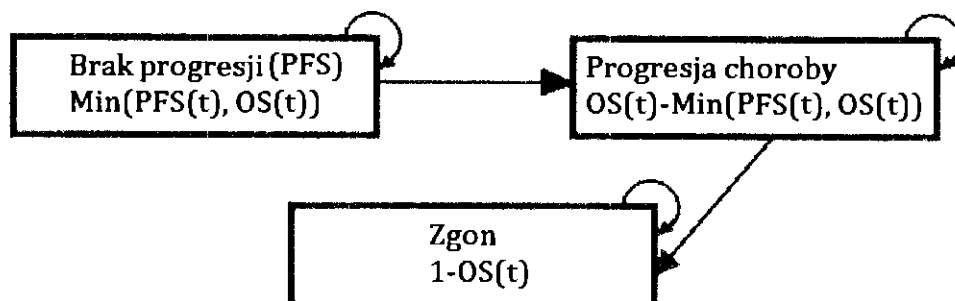 Brak progresji (PFS)
Min(PFS(t), OS(t))
Progresja choroby
OS(t)-Min(PFS(t), OS(t))
Zgon
1-OS(t)